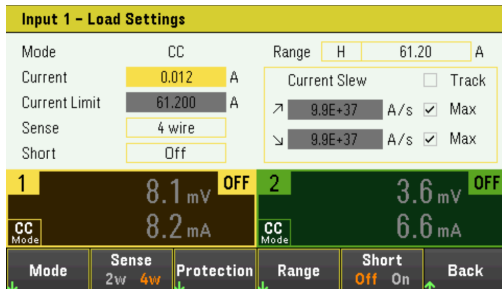 Input 1 – Load Settings
Mode CC Range H 61.20 A
Current 0.012 A Current Slew Track
Current Limit 61.200 A 9.9E+37 A/s Max
Sense 4 wire 9.9E+37 A/s Max
Short Off
1 8.1 mV OFF 2 3.6 mV OFF
CC Mode 8.2 mA CC Mode 6.6 mA
Mode Sense 2w 4w Protection Range Short Off On Back